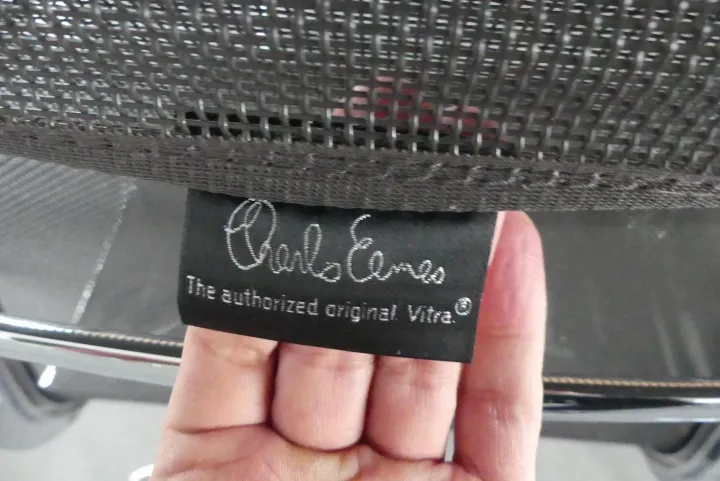 Charles Eames
The authorized original. Vitra.®